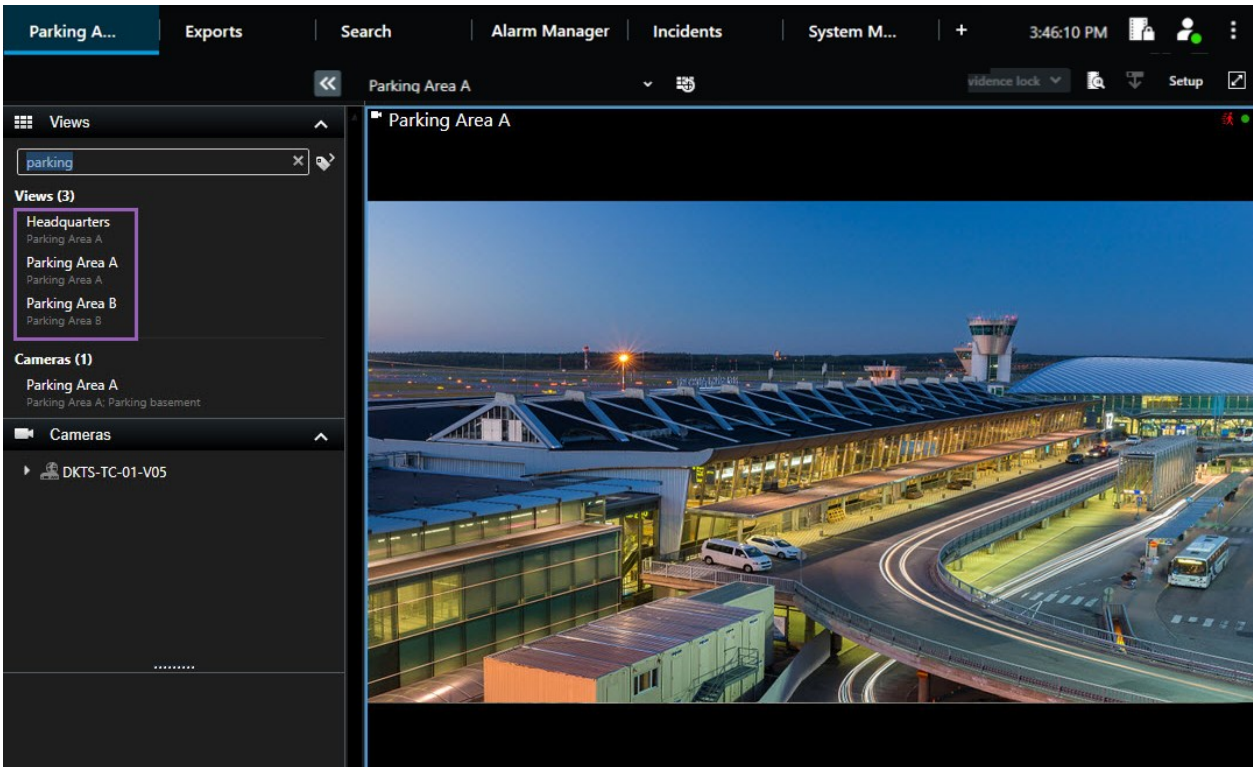 Parking A... Exports Search Alarm Manager Incidents System M... + 3:46:10 PM
Parking Area A vidence lock Setup
Views
Parking Area A
parking
Views (3)
Headquarters
Parking Area A
Parking Area A
Parking Area A
Parking Area B
Parking Area B
Cameras (1)
Parking Area A
Parking Area A; Parking basement
Cameras
DKTS-TC-01-V05